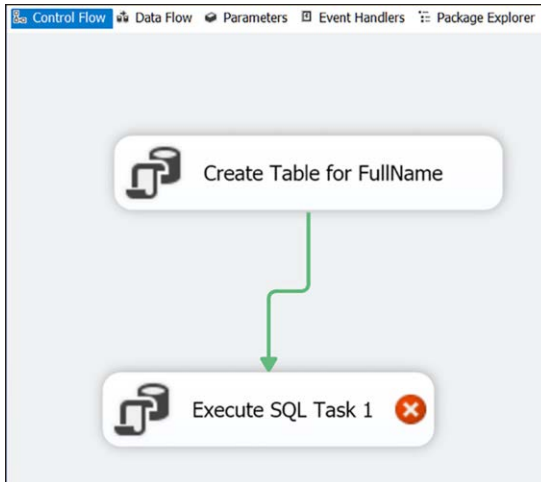 Control Flow Data Flow Parameters Event Handlers Package Explorer
Create Table for FullName
Execute SQL Task 1